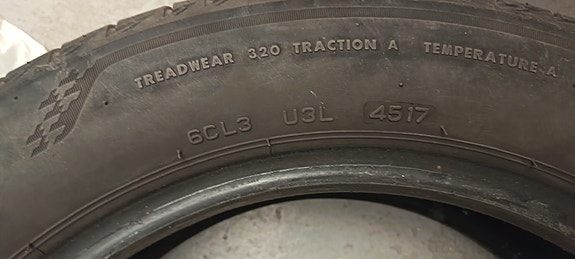 TREADWEAR 320 TRACTION A TEMPERATURE A
6CL3 U3L 4517